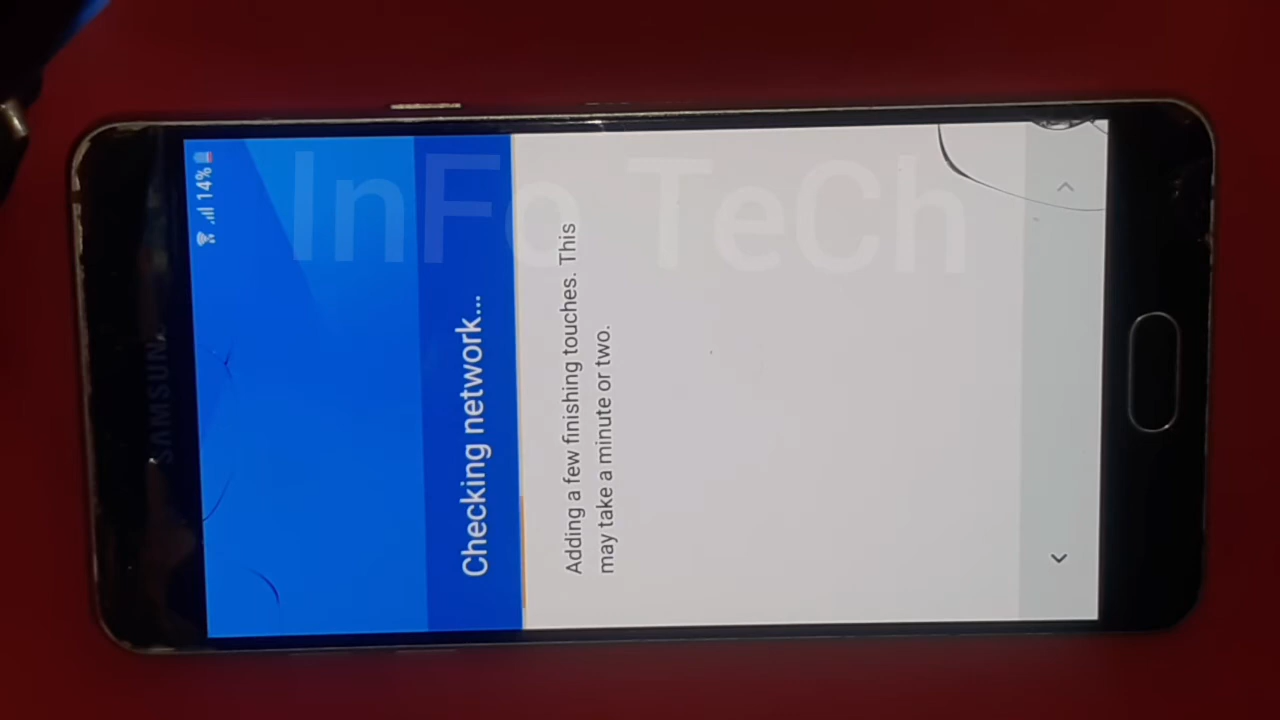 InFo TeCh
SAMSUNG
14%
Checking network...
Adding a few finishing touches. This
may take a minute or two.